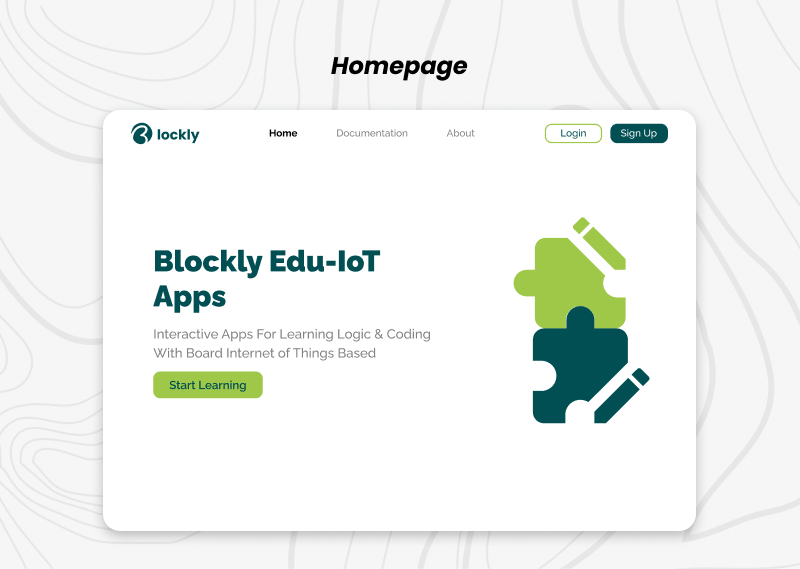 Homepage
Blockly
Home
Documentation
About
Login
Sign Up
Blockly Edu-IoT
Apps
Interactive Apps For Learning Logic & Coding
With Board Internet of Things Based
Start Learning